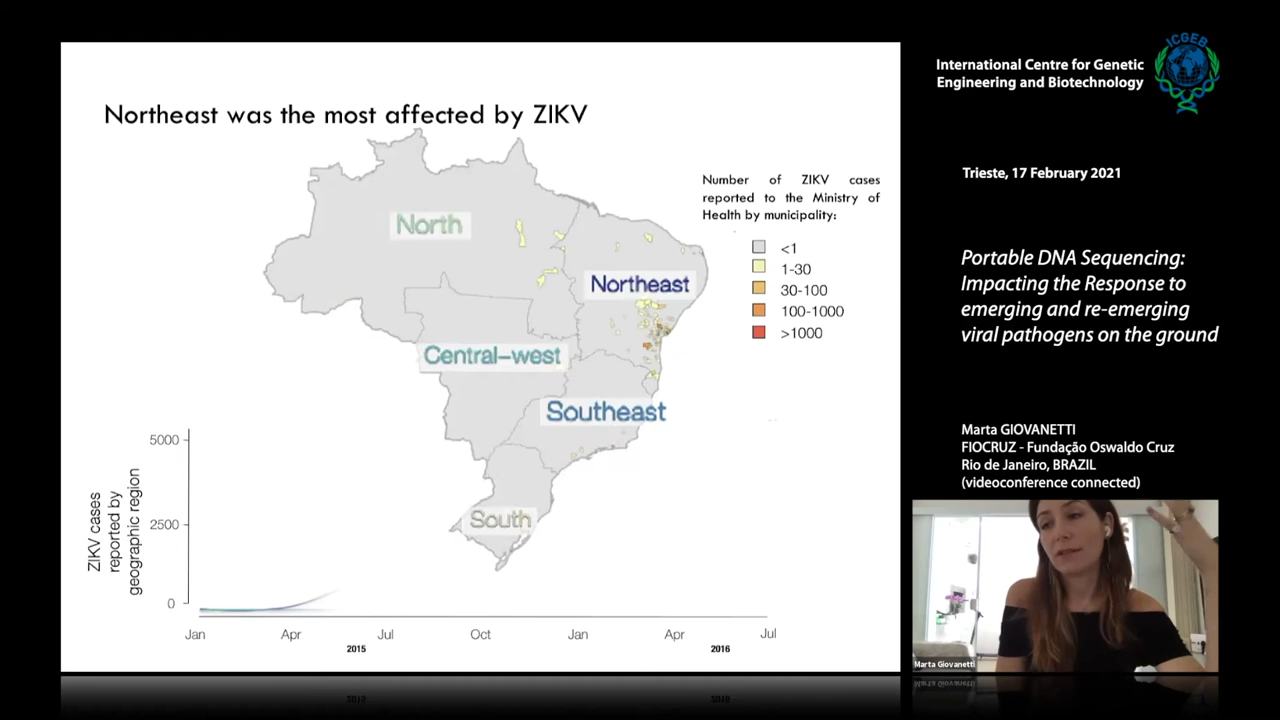 Northeast was the most affected by ZIKV
North
Northeast
Central-west
Southeast
South
Number of ZIKV cases
reported to the Ministry of
Health by municipality:
<1
1-30
30-100
100-1000
>1000
ZIKV cases
reported by
geographic region
5000
2500
0
Jan
Apr
Jul
Oct
Jan
Apr
Jul
2015
2016
International Centre for Genetic
Engineering and Biotechnology
ICGEB
Trieste, 17 February 2021
Portable DNA Sequencing:
Impacting the Response to
emerging and re-emerging
viral pathogens on the ground
Marta GIOVANETTI
FIOCRUZ - Fundação Oswaldo Cruz
Rio de Janeiro, BRAZIL
(videoconference connected)
Marta Giovanetti